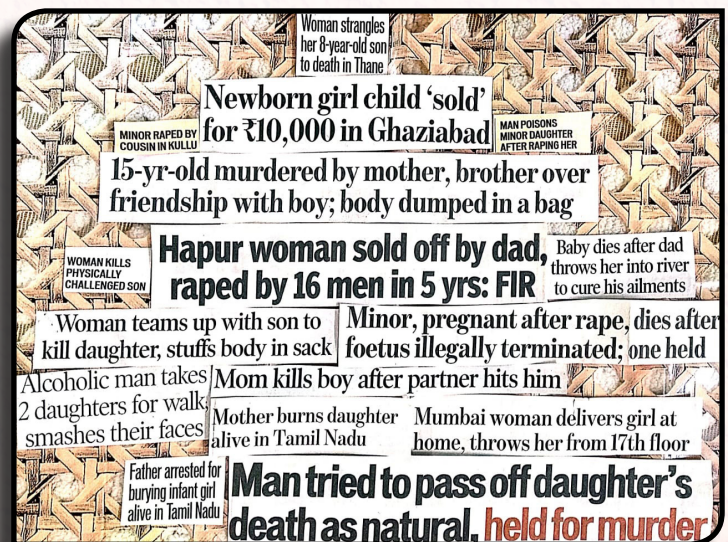 Woman strangles
her 8-year-old son
to death in Thane
Newborn girl child ‘sold’
for ₹10,000 in Ghaziabad
MINOR RAPED BY
COUSIN IN KULLU
MAN POISONS
MINOR DAUGHTER
AFTER RAPING HER
15-yr-old murdered by mother, brother over
friendship with boy; body dumped in a bag
WOMAN KILLS
PHYSICALLY
CHALLENGED SON
Hapur woman sold off by dad,
raped by 16 men in 5 yrs: FIR
Baby dies after dad
throws her into river
to cure his ailments
Woman teams up with son to
kill daughter, stuffs body in sack
Minor, pregnant after rape, dies after
foetus illegally terminated; one held
Alcoholic man takes
2 daughters for walk,
smashes their faces
Mom kills boy after partner hits him
Mother burns daughter
alive in Tamil Nadu
Mumbai woman delivers girl at
home, throws her from 17th floor
Father arrested for
burying infant girl
alive in Tamil Nadu
Man tried to pass off daughter’s
death as natural, held for murder